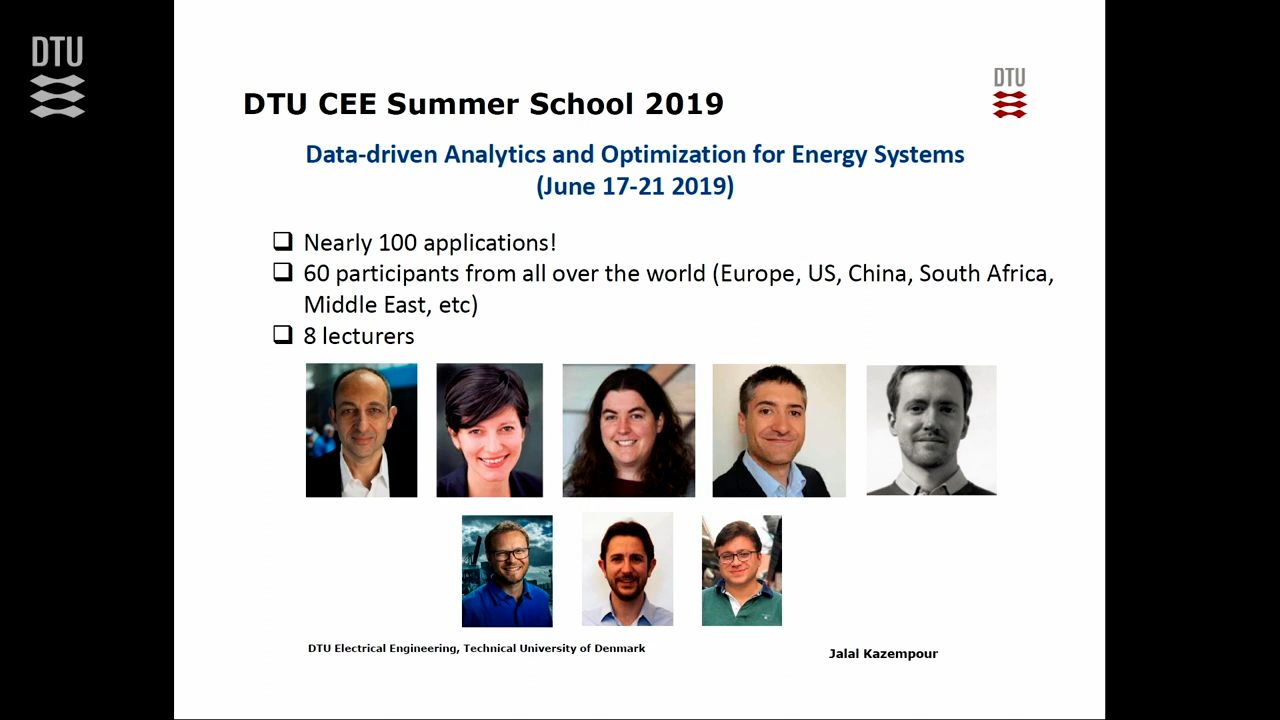 DTU
DTU
DTU CEE Summer School 2019
Data-driven Analytics and Optimization for Energy Systems
(June 17-21 2019)
Nearly 100 applications!
60 participants from all over the world (Europe, US, China, South Africa,
Middle East, etc)
8 lecturers
DTU Electrical Engineering, Technical University of Denmark
Jalal Kazempour